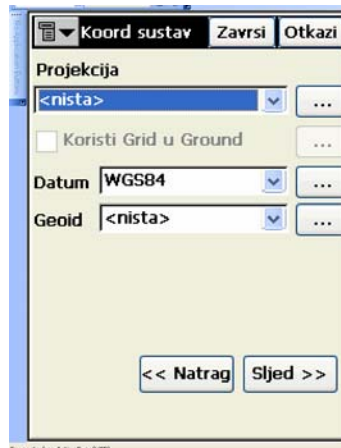 Koord sustav Zavrsi Otkazi
Projekcija
<nista> ...
Koristi Grid u Ground ...
Datum WGS84 ...
Geoid <nista> ...
<< Natrag Sljed >>